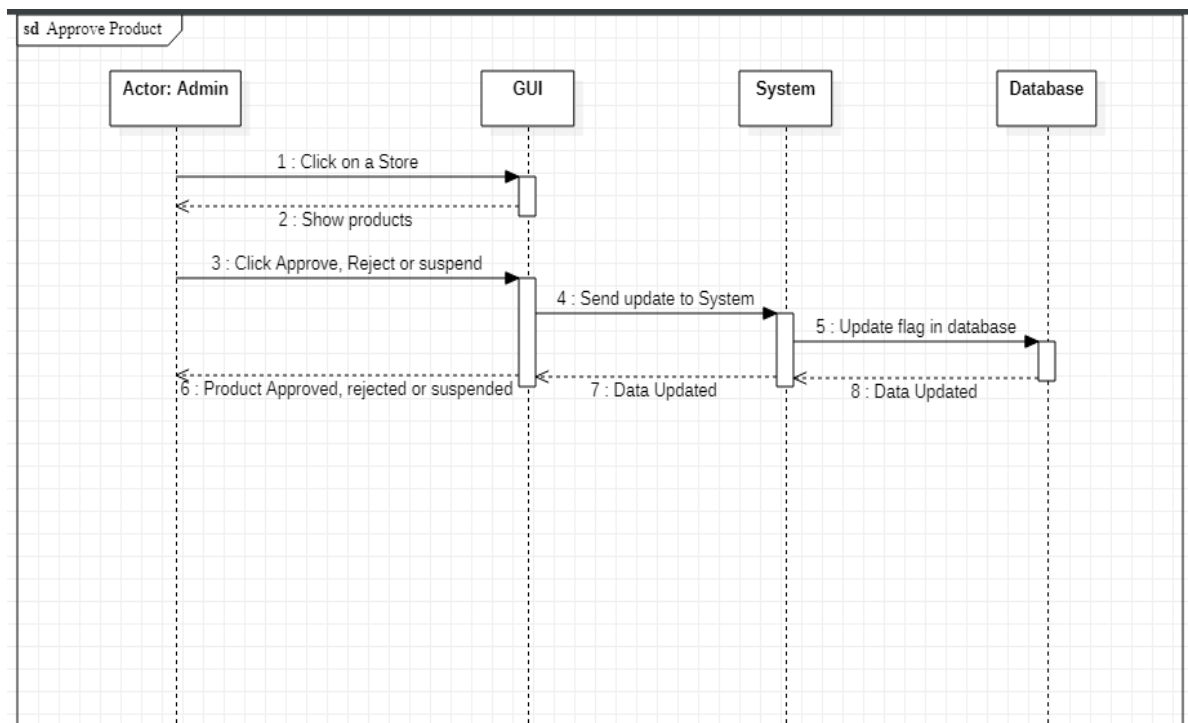 sd Approve Product
Actor: Admin
GUI
System
Database
1 : Click on a Store
2 : Show products
3 : Click Approve, Reject or suspend
4 : Send update to System
5 : Update flag in database
6 : Product Approved, rejected or suspended
7 : Data Updated
8 : Data Updated